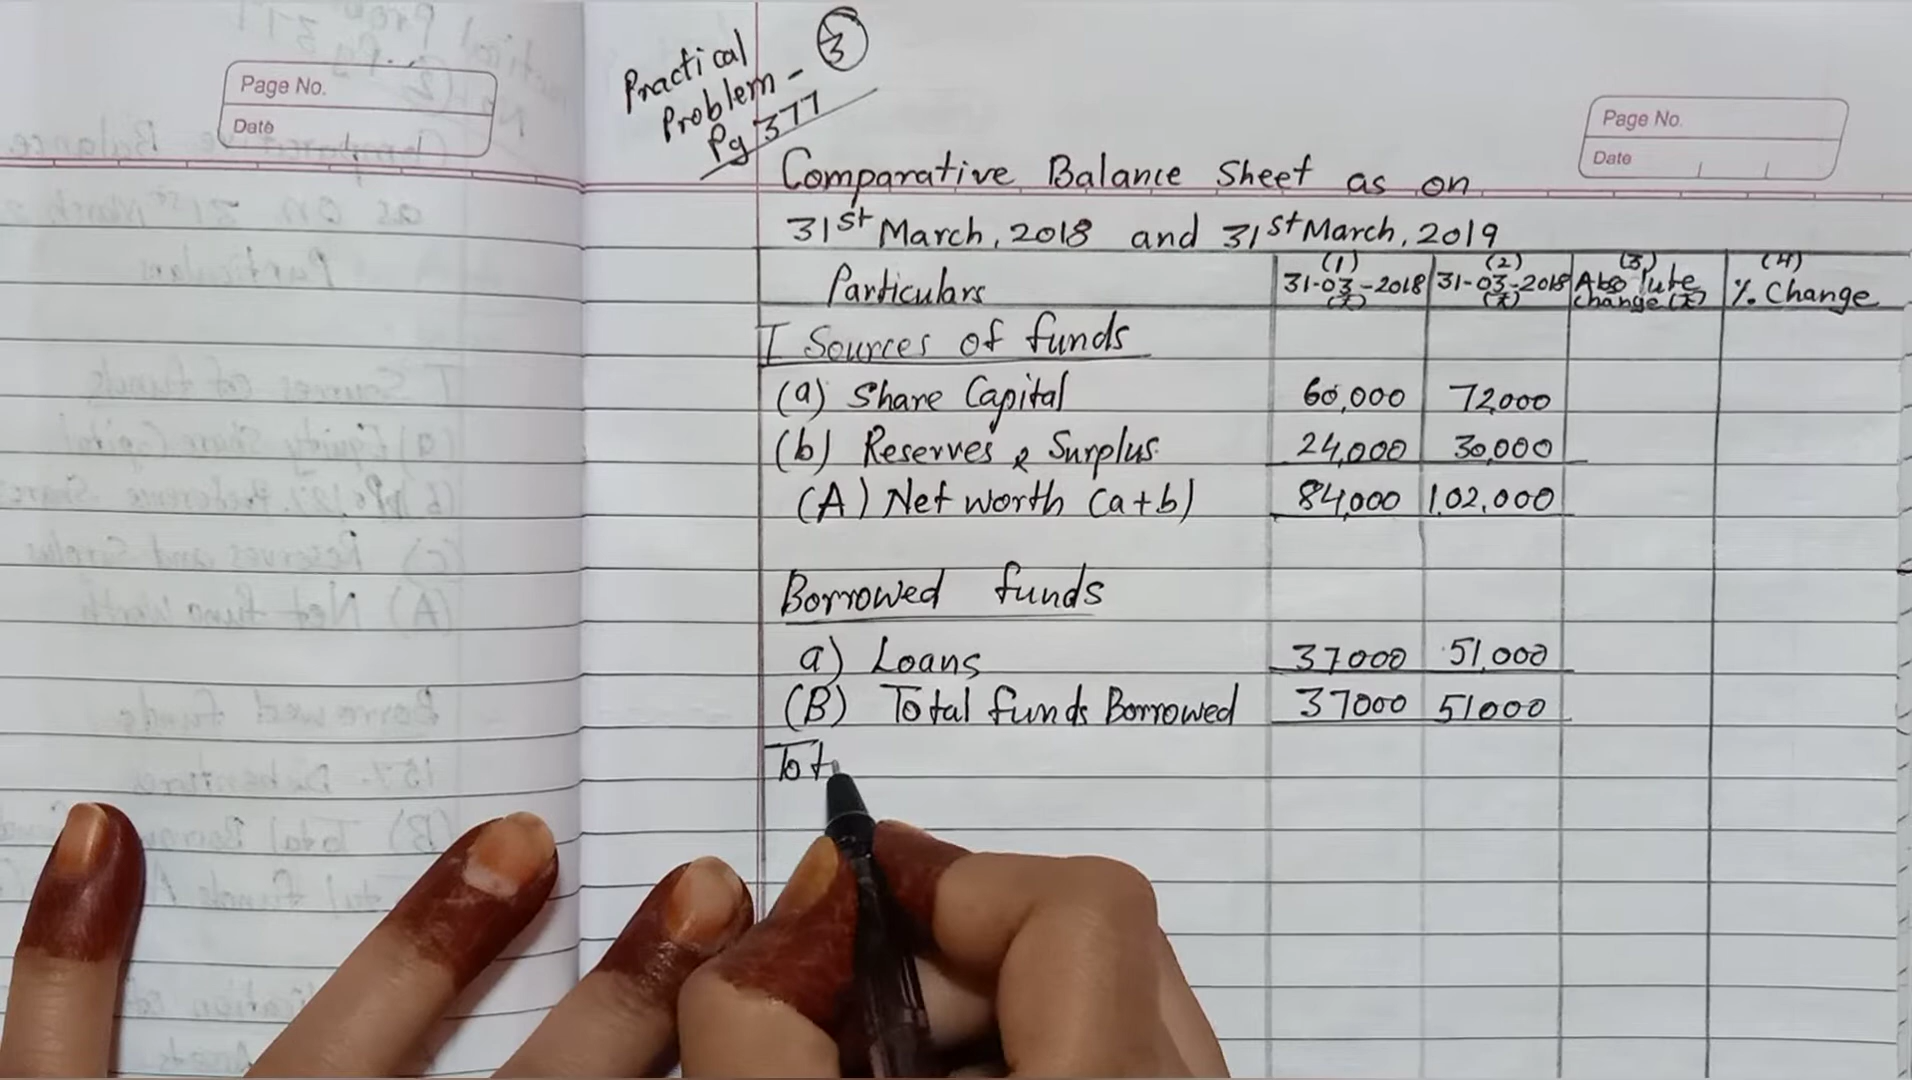 Page No.
Date
Practical
Problem - 3
Pg 377
Page No.
Date
Comparative Balance Sheet as on
31st March, 2018 and 31st March, 2019
Particulars (1) 31-03-2018 (₹) (2) 31-03-2018 (₹) (3) Absolute Change (₹) (4) % Change
I Sources of funds
(a) Share Capital 60,000 72,000
(b) Reserves & Surplus 24,000 30,000
(A) Net worth (a+b) 84,000 1,02,000
Borrowed funds
a) Loans 37000 51,000
(B) Total funds Borrowed 37000 51000
Tot